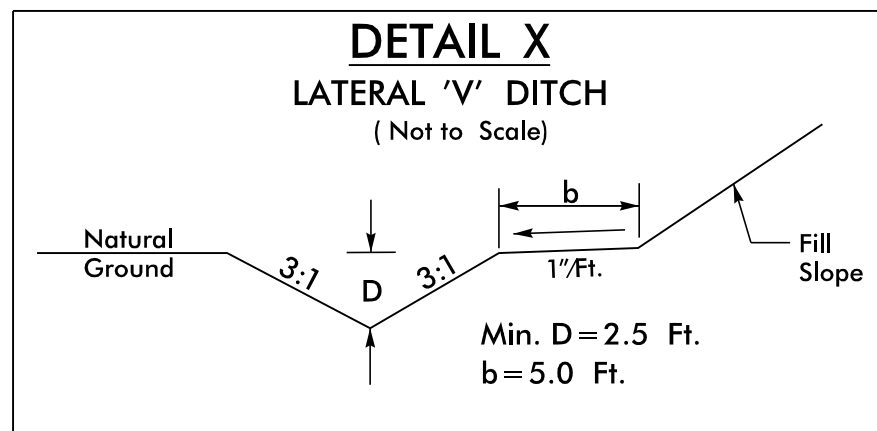 DETAIL X
LATERAL 'V' DITCH
( Not to Scale)
b
Natural
Ground
3:1
D
3:1
1"/Ft.
Fill
Slope
Min. D=2.5 Ft.
b=5.0 Ft.